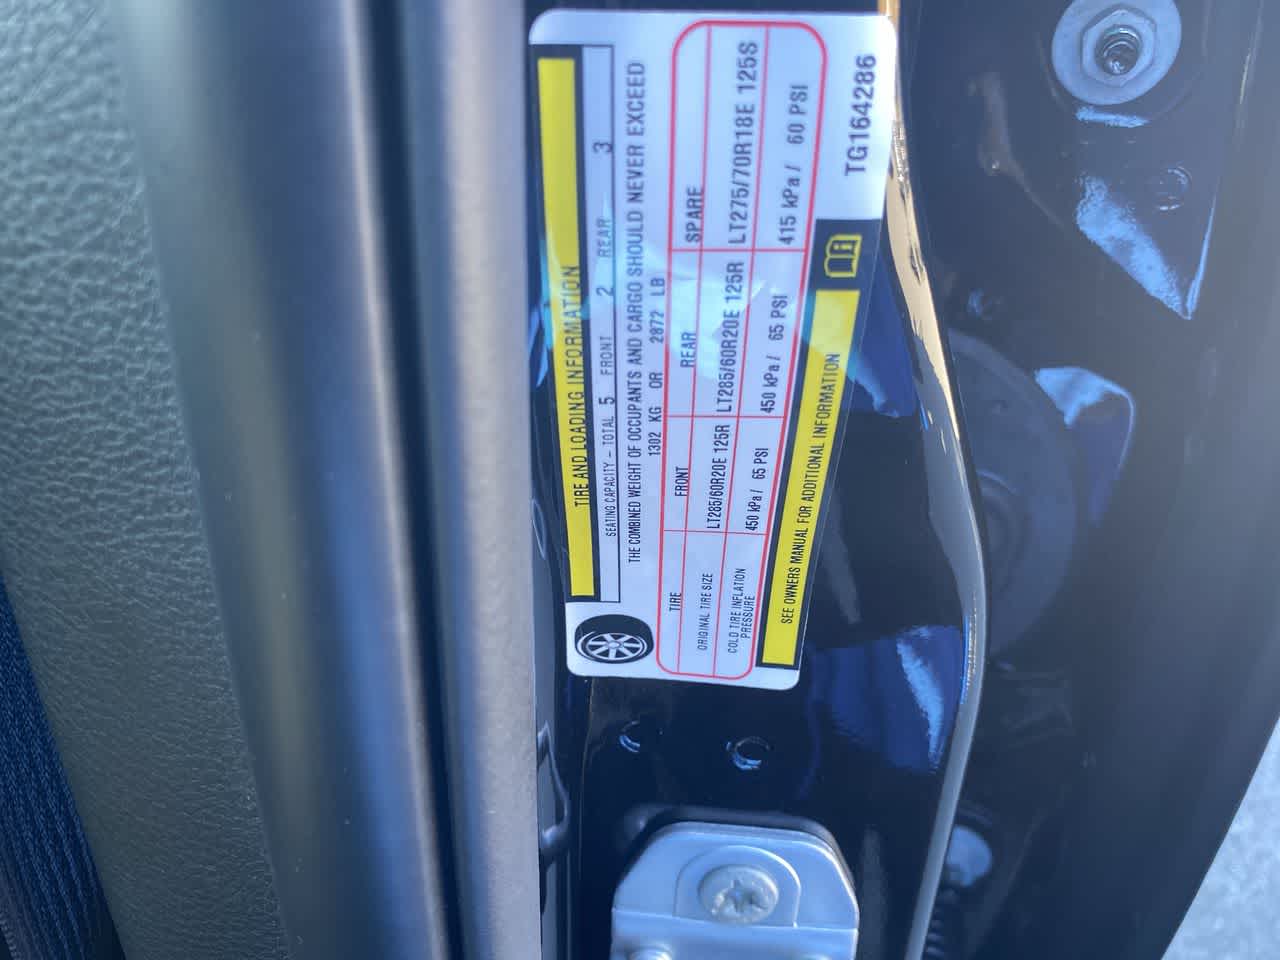 TIRE AND LOADING INFORMATION
SEATING CAPACITY - TOTAL 5 FRONT 2 REAR 3
THE COMBINED WEIGHT OF OCCUPANTS AND CARGO SHOULD NEVER EXCEED
1302 KG OR 2872 LB
TIRE FRONT REAR SPARE
ORIGINAL TIRE SIZE LT285/60R20E 125R LT285/60R20E 125R LT275/70R18E 125S
COLD TIRE INFLATION
PRESSURE 450 kPa / 65 PSI 450 kPa / 65 PSI 415 kPa / 60 PSI
SEE OWNERS MANUAL FOR ADDITIONAL INFORMATION
TG164286